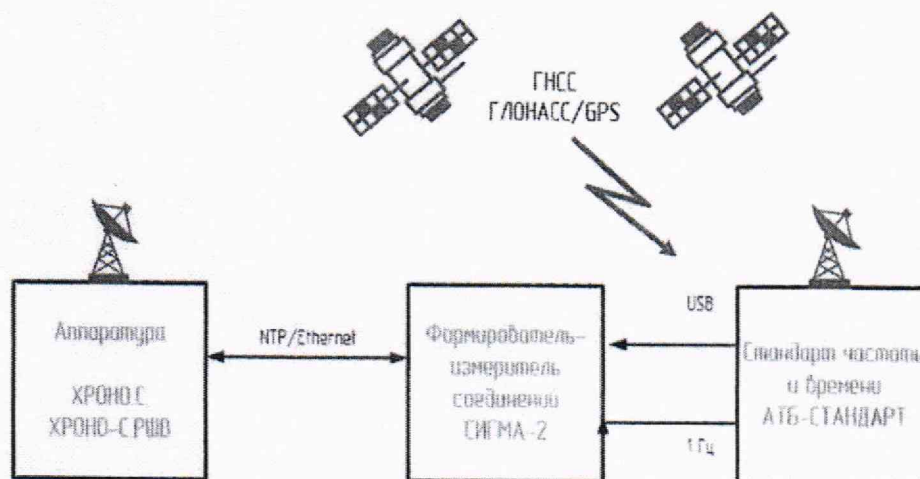 ГНСС
ГЛОНАСС/GPS
Аппаратура
ХРОНО.С
ХРОНО-С РШВ
NTP/Ethernet
Формирователь-
измеритель
соединений
СИГМА-2
USB
1 Гц
Стандарт частоты
и времени
АТБ-СТАНДАРТ